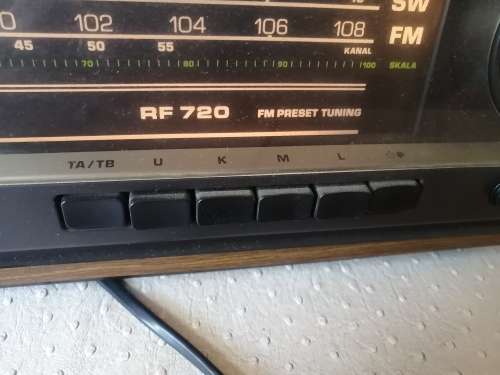 SW
102 104 106 108 FM
45 50 55 KANAL
70 80 90 100 SKALA
RF 720 FM PRESET TUNING
TA/TB U K M L